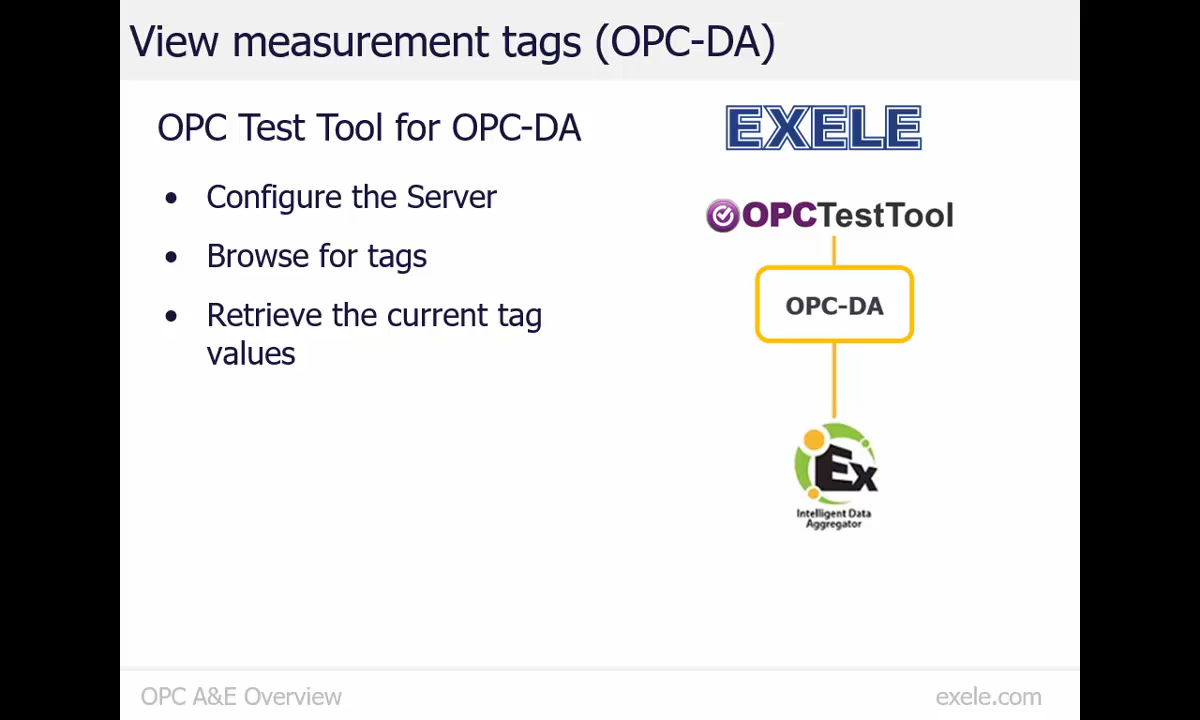 View measurement tags (OPC-DA)
OPC Test Tool for OPC-DA
• Configure the Server
• Browse for tags
• Retrieve the current tag
values
EXELE
OPCTestTool
OPC-DA
Ex
Intelligent Data
Aggregator
OPC A&E Overview
exele.com